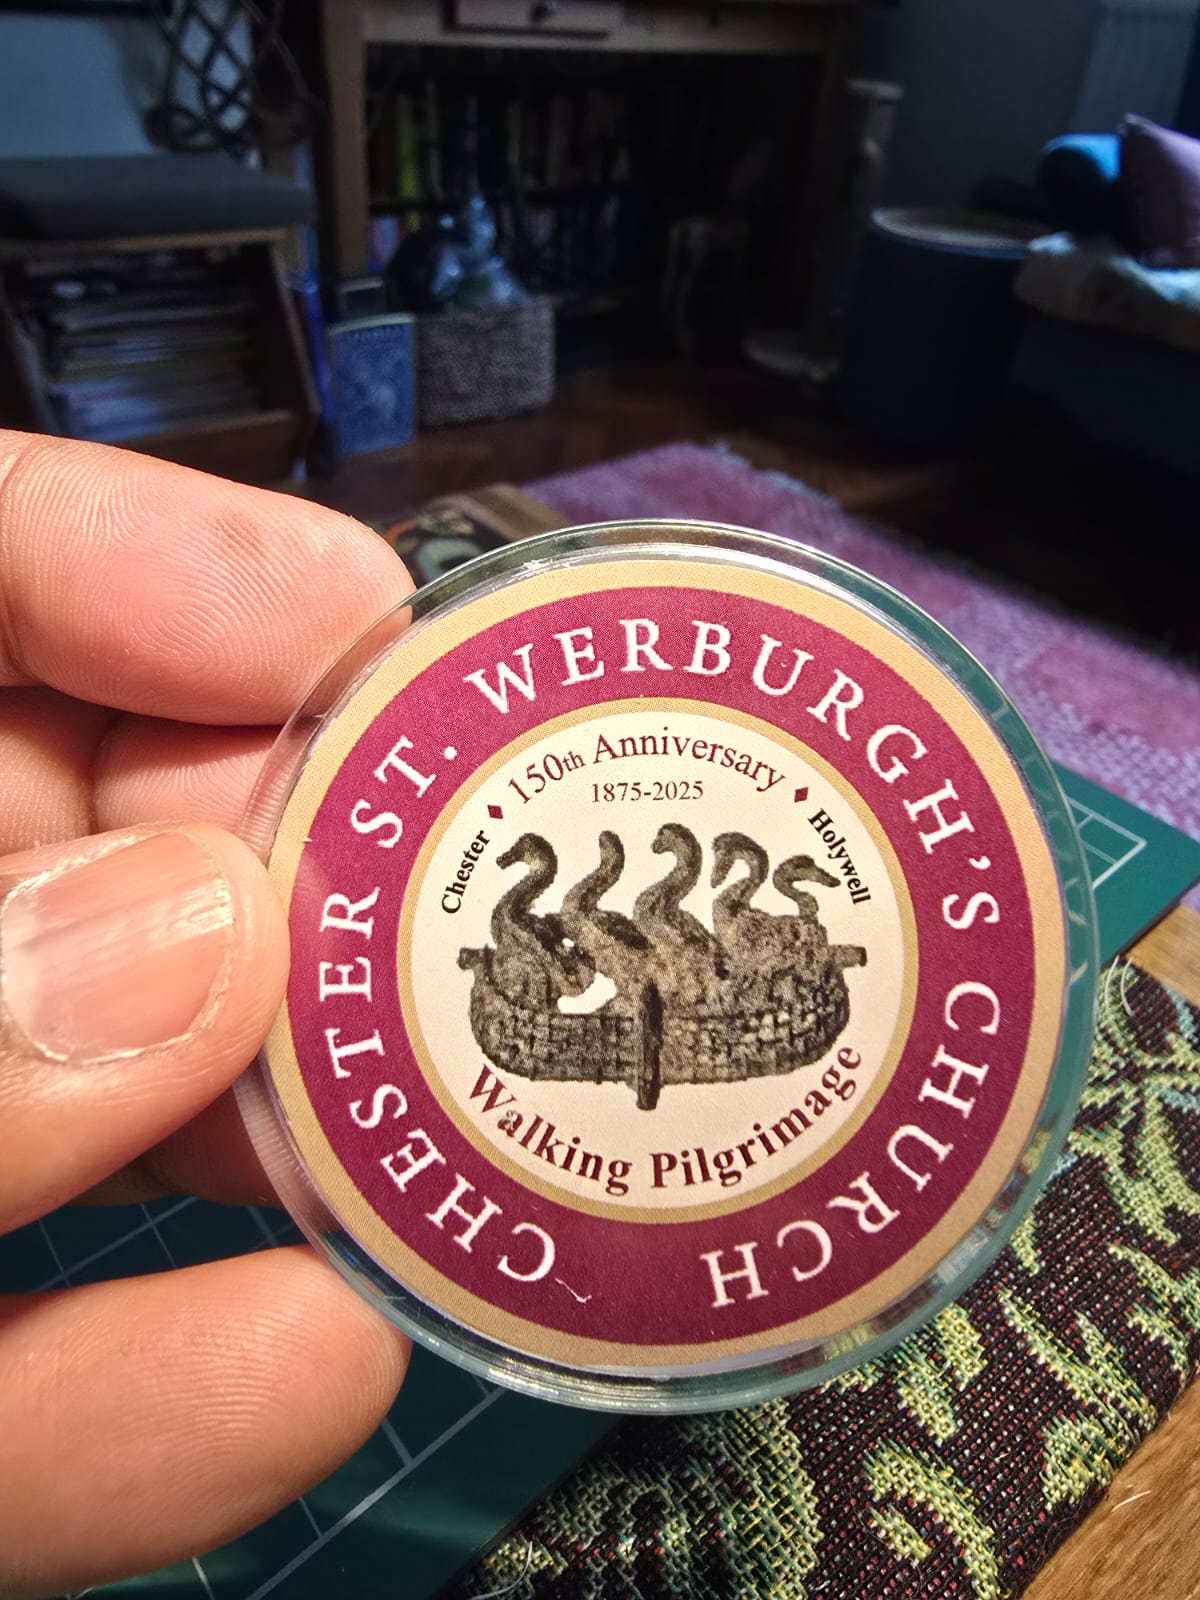 CHESTER ST. WERBURGH'S CHURCH
150th Anniversary
1875-2025
Chester
Holywell
Walking Pilgrimage